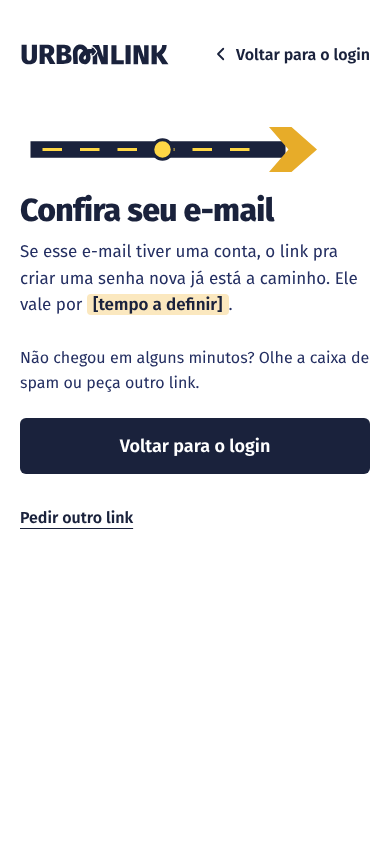 URBANLINK
Voltar para o login
Confira seu e-mail
Se esse e-mail tiver uma conta, o link pra
criar uma senha nova já está a caminho. Ele
vale por [tempo a definir].
Não chegou em alguns minutos? Olhe a caixa de
spam ou peça outro link.
Voltar para o login
Pedir outro link